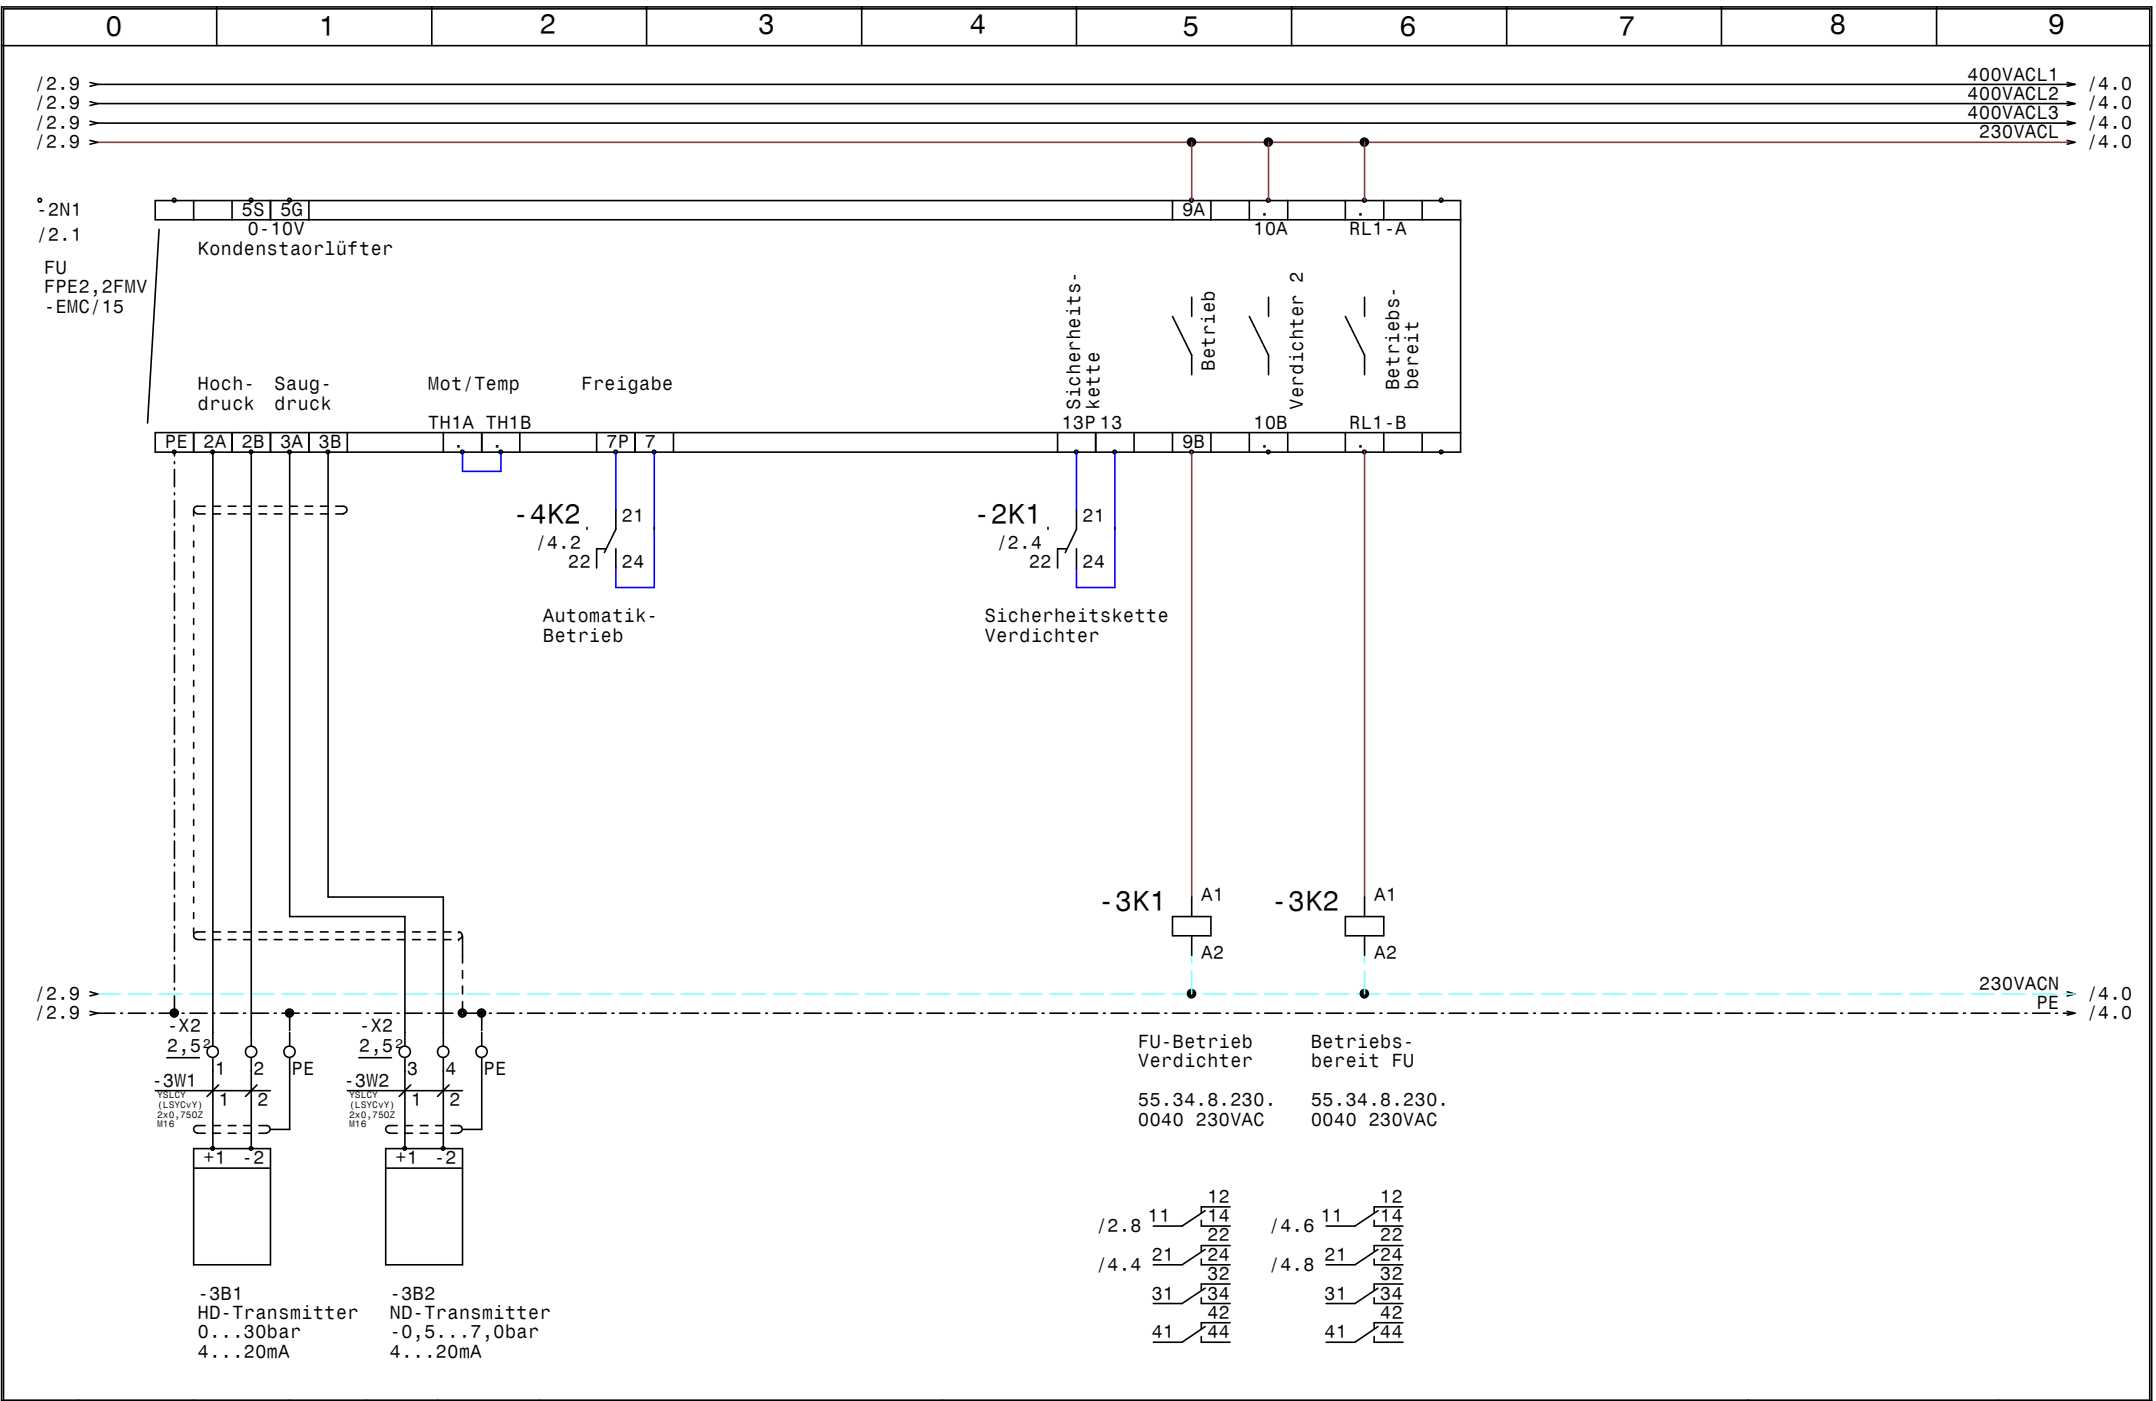 0 1 2 3 4 5 6 7 8 9
/2.9 400VACL1 /4.0
/2.9 400VACL2 /4.0
/2.9 400VACL3 /4.0
/2.9 230VACL /4.0
-2N1
/2.1
FU
FPE2,2FMV
-EMC/15
5S 5G 9A . .
0-10V 10A RL1-A
Kondenstaorlüfter
Sicherheits-
kette
Betrieb
Verdichter 2
Betriebs-
bereit
Hoch-
druck
Saug-
druck
Mot/Temp
Freigabe
TH1A TH1B 13P 13 10B RL1-B
PE 2A 2B 3A 3B . . 7P 7 9B . .
-4K2
/4.2
21
22 24
Automatik-
Betrieb
-2K1
/2.4
21
22 24
Sicherheitskette
Verdichter
-3K1 A1
A2
-3K2 A1
A2
/2.9 230VACN /4.0
/2.9 PE /4.0
-X2
2,5²
1 2 PE
-3W1
YSLCY
(LSYCvY)
2x0,75OZ
M16
1 2
+1 -2
-3B1
HD-Transmitter
0...30bar
4...20mA
-X2
2,5²
3 4 PE
-3W2
YSLCY
(LSYCvY)
2x0,75OZ
M16
1 2
+1 -2
-3B2
ND-Transmitter
-0,5...7,0bar
4...20mA
FU-Betrieb
Verdichter
55.34.8.230.
0040 230VAC
Betriebs-
bereit FU
55.34.8.230.
0040 230VAC
12
/2.8 11 14
22
/4.4 21 24
32
31 34
42
41 44
12
/4.6 11 14
22
/4.8 21 24
32
31 34
42
41 44